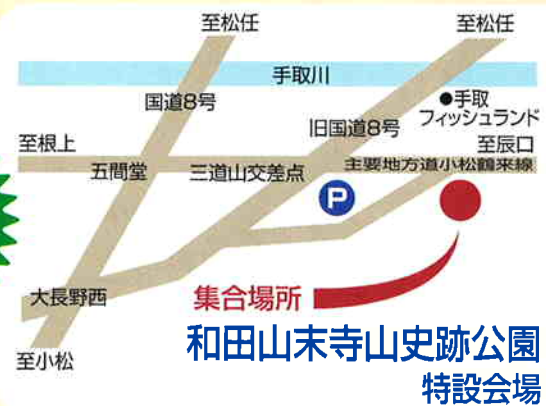 至松任
至松任
手取川
国道8号
●手取
フィッシュランド
旧国道8号
至根上
至辰口
五間堂
三道山交差点
主要地方道小松鶴来線
P
大長野西
集合場所
和田山末寺山史跡公園
至小松
特設会場